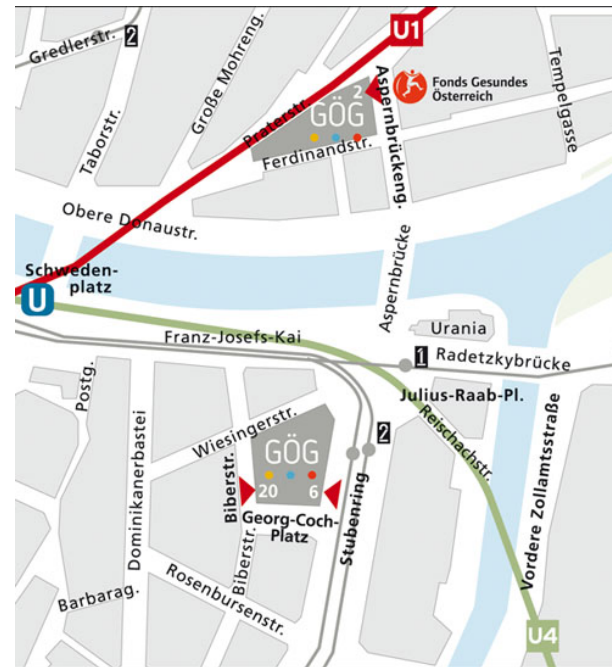 U1
2
Gredlerstr.
Taborstr.
Große Mohreng.
Praterstr.
2
GÖG
Ferdinandstr.
Aspernbrückeng.
Fonds Gesundes
Österreich
Tempelgasse
Obere Donaustr.
Schweden-
platz
U
Aspernbrücke
Urania
Franz-Josefs-Kai
1
Radetzkybrücke
Julius-Raab-Pl.
Postg.
Dominikanerbastei
Wiesingerstr.
Biberstr.
GÖG
20
6
Georg-Coch-
Platz
Stubenring
2
Reischachstr.
Vordere Zollamtsstraße
Biberstr.
Rosenbursenstr.
Barbarag.
U4